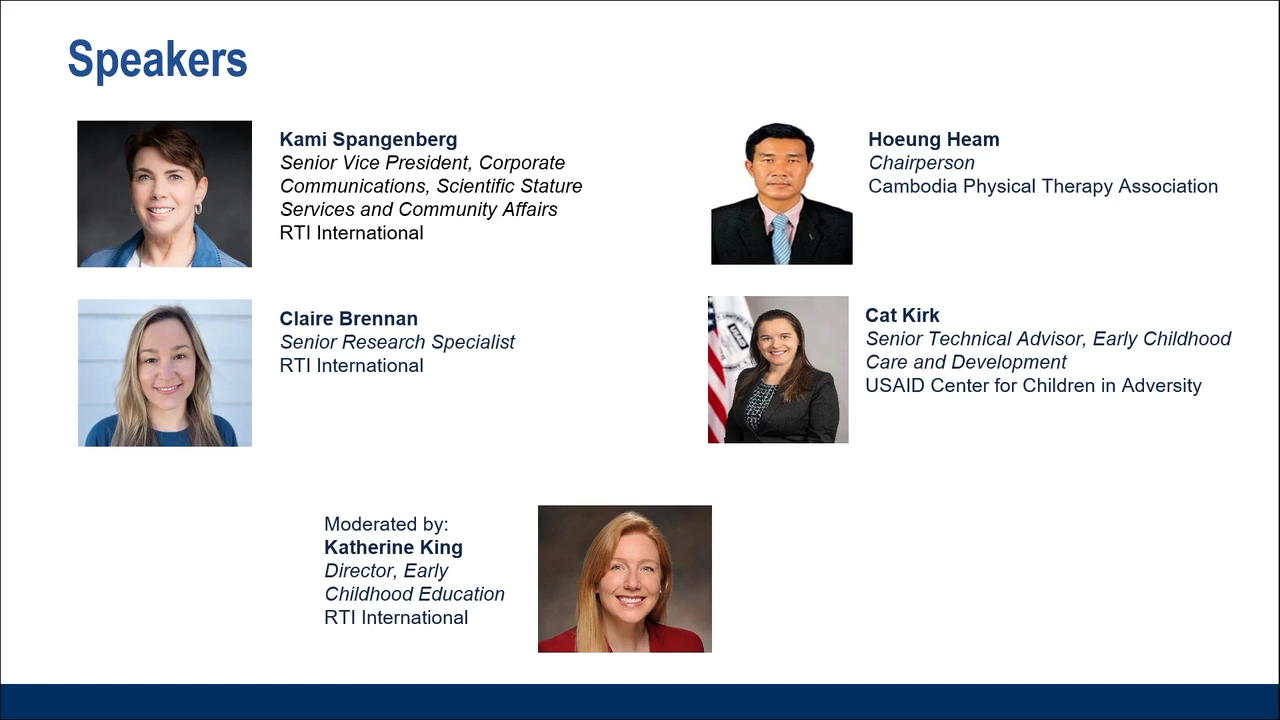 Speakers
Kami Spangenberg
Senior Vice President, Corporate
Communications, Scientific Stature
Services and Community Affairs
RTI International
Hoeung Heam
Chairperson
Cambodia Physical Therapy Association
Claire Brennan
Senior Research Specialist
RTI International
Cat Kirk
Senior Technical Advisor, Early Childhood
Care and Development
USAID Center for Children in Adversity
Moderated by:
Katherine King
Director, Early
Childhood Education
RTI International